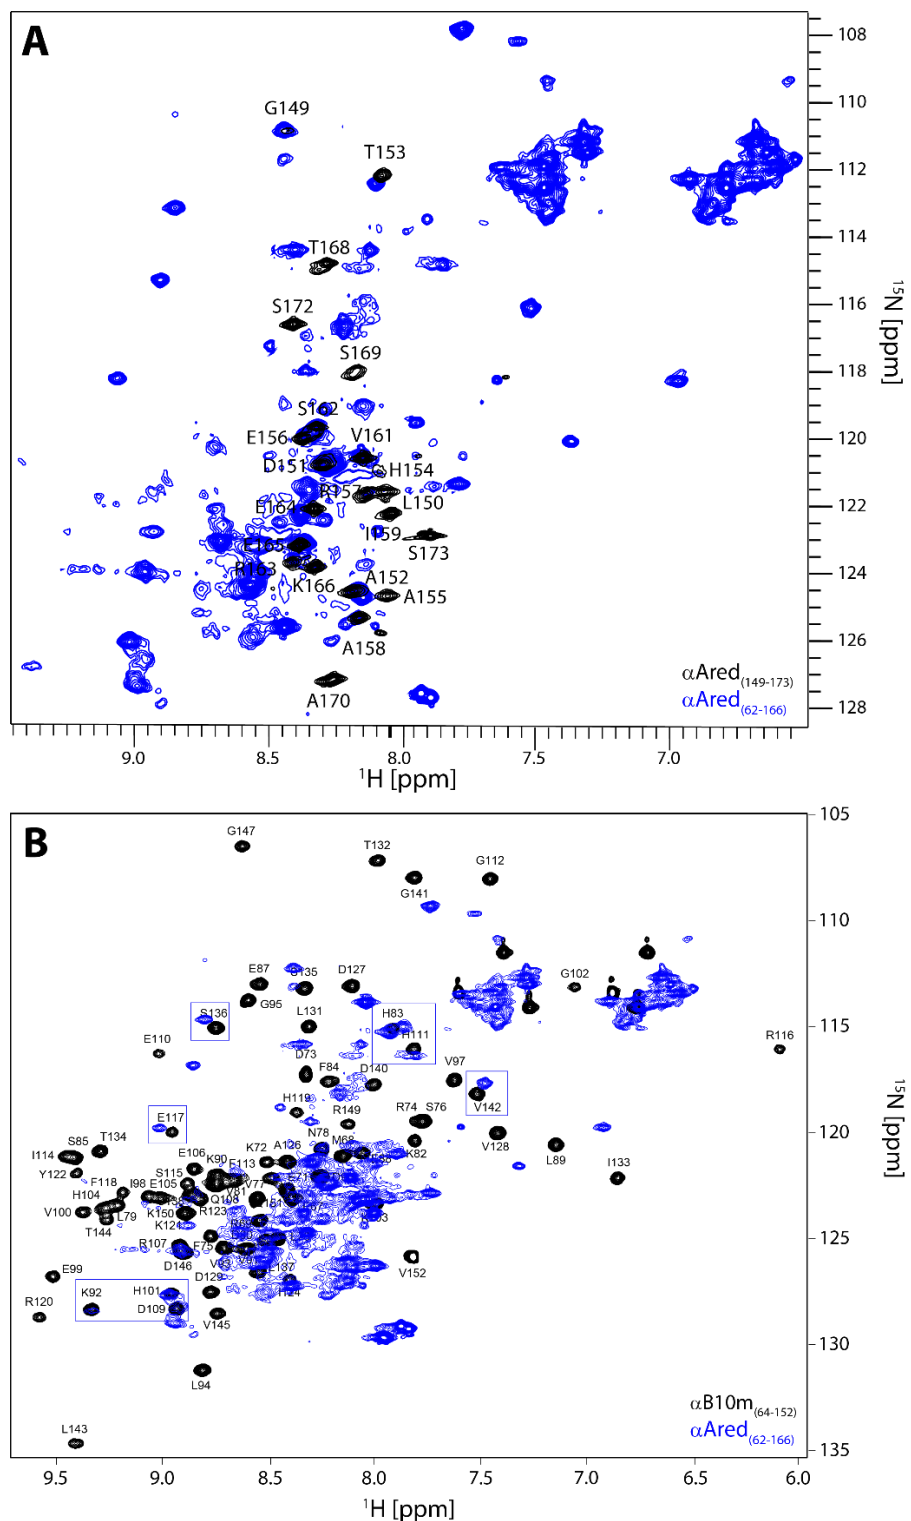 A
108
G149
110
T153
112
T168
114
S172
116
S169
118
S162
E156
V161
120
D151
H154
R157
L150
E164
122
I159
E165
S173
R163
A152
124
K166
A155
A158
126
A170
αAred(149-173)
αAred(62-166)
128
9.0 8.5 8.0 7.5 7.0
¹H [ppm]
¹⁵N [ppm]
B
105
G147
T132
G112
G141
110
E87
S135
D127
G95
G102
S136
L131
H83
E110
H111
R116
D73
F84
D140
V97
H119
R149
R74 S76
V142
E117
120
T134
N78
M68
K82
V128
S85
I114
E106
K72
A126
L89
Y122
K90
F113
I133
F118
I98
S115
E105
V77
H104
V81
Q108
V100
L79
K150
R123
T144
K121
R107
F75
125
D146
V93
V152
E99
D129
L137
K92
H101
D109
R120
V145
130
L94
αB10m(64-152)
αAred(62-166)
L143
135
9.5 9.0 8.5 8.0 7.5 7.0 6.5 6.0
¹H [ppm]
¹⁵N [ppm]